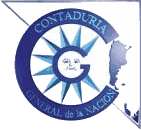 CONTADURIA
GENERAL de la NACION